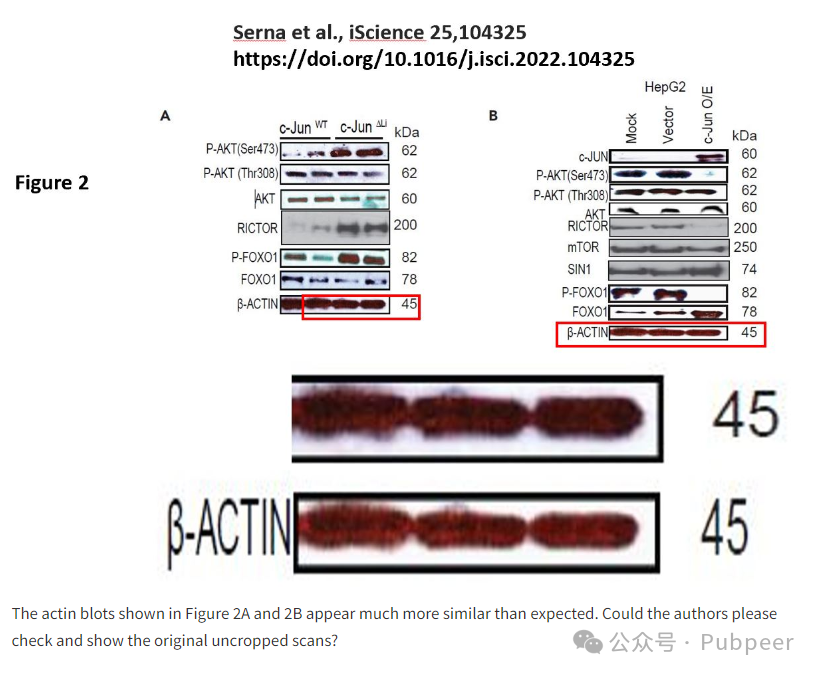 Serna et al., iScience 25,104325
https://doi.org/10.1016/j.isci.2022.104325
Figure 2
A
c-Jun WT c-Jun ΔLi
kDa
P-AKT(Ser473) 62
P-AKT (Thr308) 62
AKT 60
RICTOR 200
P-FOXO1 82
FOXO1 78
β-ACTIN 45
B
HepG2
Mock Vector c-Jun O/E
kDa
c-JUN 60
P-AKT(Ser473) 62
P-AKT (Thr308) 62
AKT 60
RICTOR 200
mTOR 250
SIN1 74
P-FOXO1 82
FOXO1 78
β-ACTIN 45
45
β-ACTIN 45
The actin blots shown in Figure 2A and 2B appear much more similar than expected. Could the authors please
check and show the original uncropped scans?
公众号 · Pubpeer